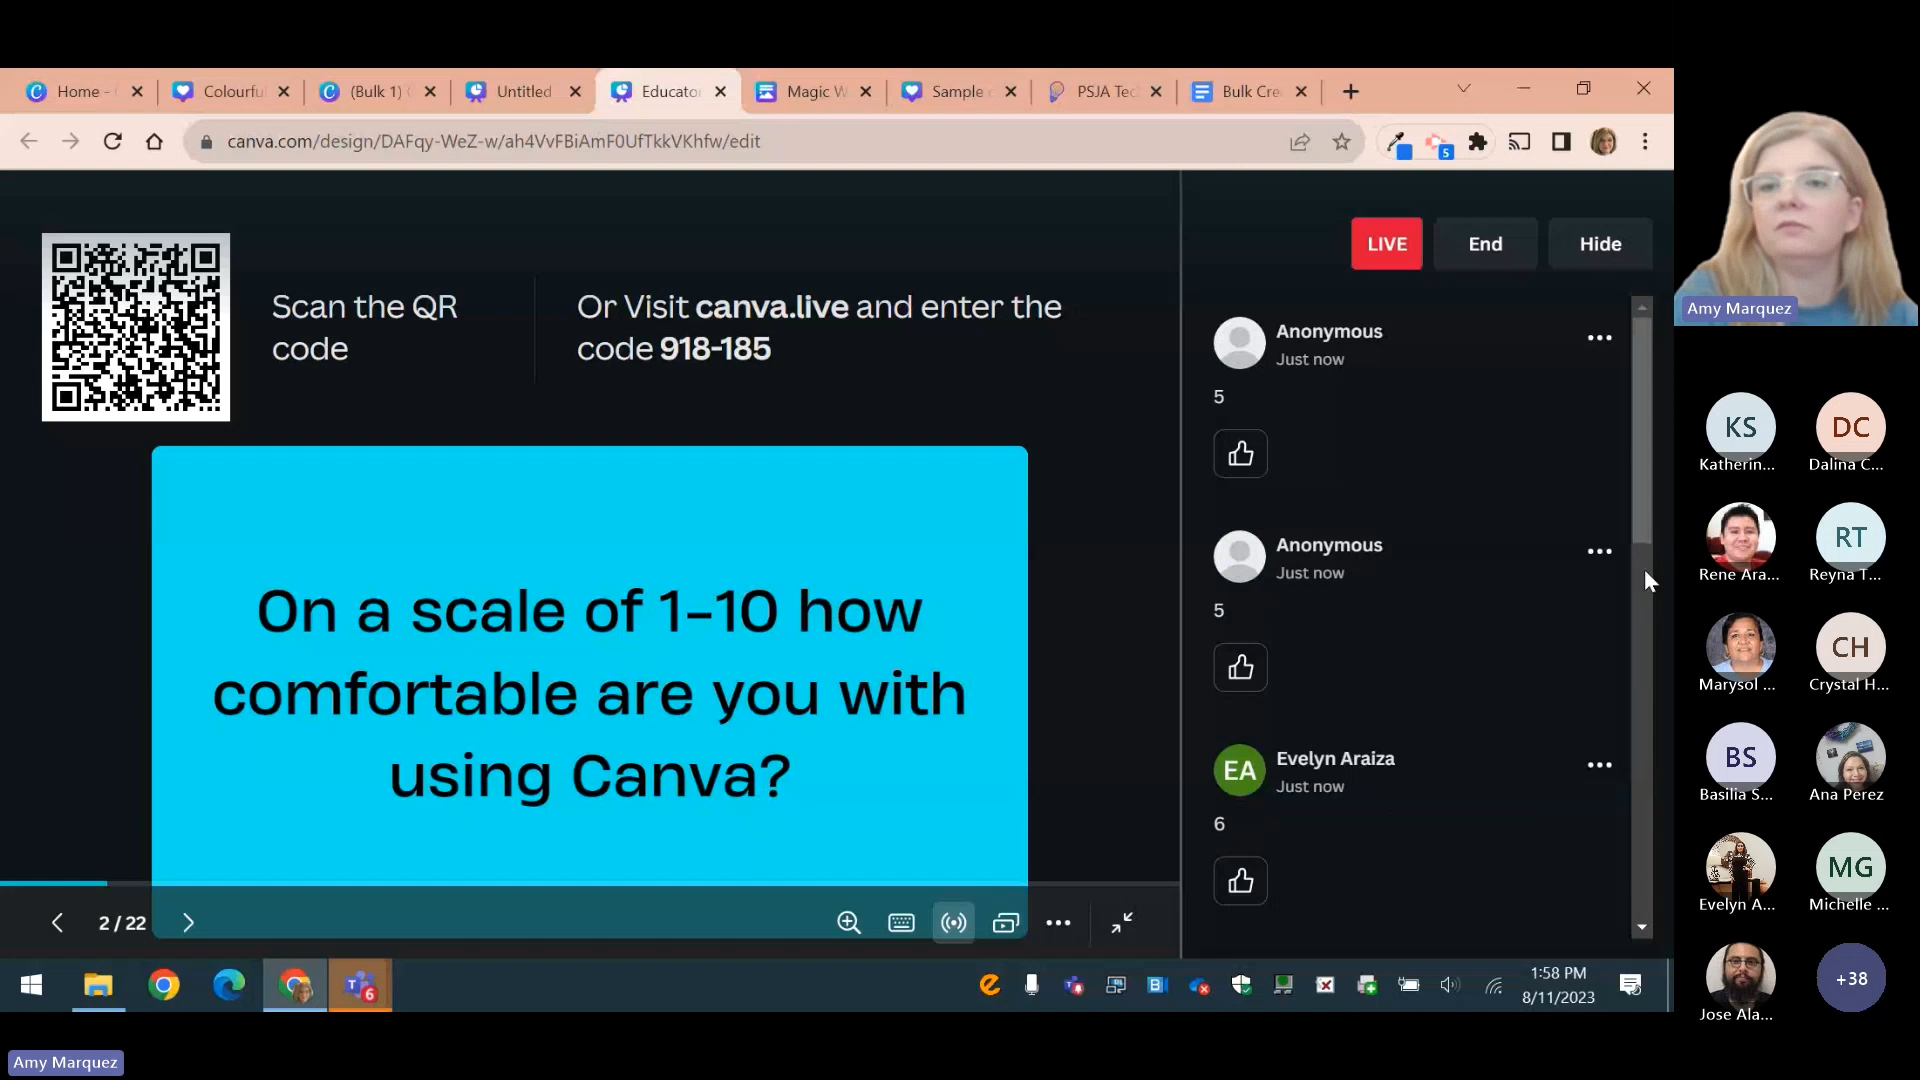 Home -
Colourfu
(Bulk 1)
Untitled
Educato
Magic W
Sample
PSJA Tec
Bulk Cre
canva.com/design/DAFqy-WeZ-w/ah4VvFBiAmF0UfTkkVKhfw/edit
5
Scan the QR
code
Or Visit canva.live and enter the
code 918-185
LIVE
End
Hide
Anonymous
Just now
5
Anonymous
Just now
5
EA
Evelyn Araiza
Just now
6
On a scale of 1-10 how
comfortable are you with
using Canva?
2 / 22
6
1:58 PM
8/11/2023
Amy Marquez
KS
Katherin...
DC
Dalina C...
Rene Ara...
RT
Reyna T...
Marysol ...
CH
Crystal H...
BS
Basilia S...
Ana Perez
Evelyn A...
MG
Michelle ...
Jose Ala...
+38
Amy Marquez